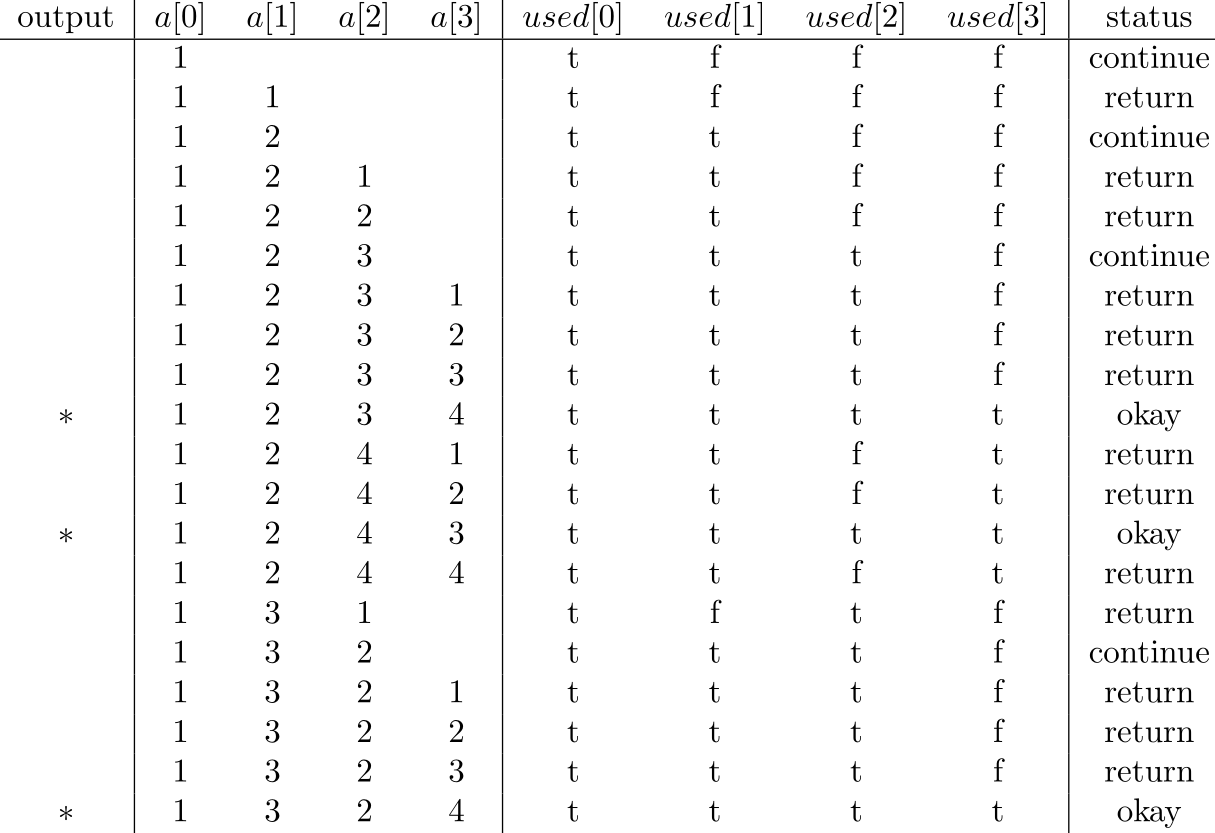 output a[0] a[1] a[2] a[3] used[0] used[1] used[2] used[3] status
1 t f f f continue
1 1 t f f f return
1 2 t t f f continue
1 2 1 t t f f return
1 2 2 t t f f return
1 2 3 t t t f continue
1 2 3 1 t t t f return
1 2 3 2 t t t f return
1 2 3 3 t t t f return
* 1 2 3 4 t t t t okay
1 2 4 1 t t f t return
1 2 4 2 t t f t return
* 1 2 4 3 t t t t okay
1 2 4 4 t t f t return
1 3 1 t f t f return
1 3 2 t t t f continue
1 3 2 1 t t t f return
1 3 2 2 t t t f return
1 3 2 3 t t t f return
* 1 3 2 4 t t t t okay